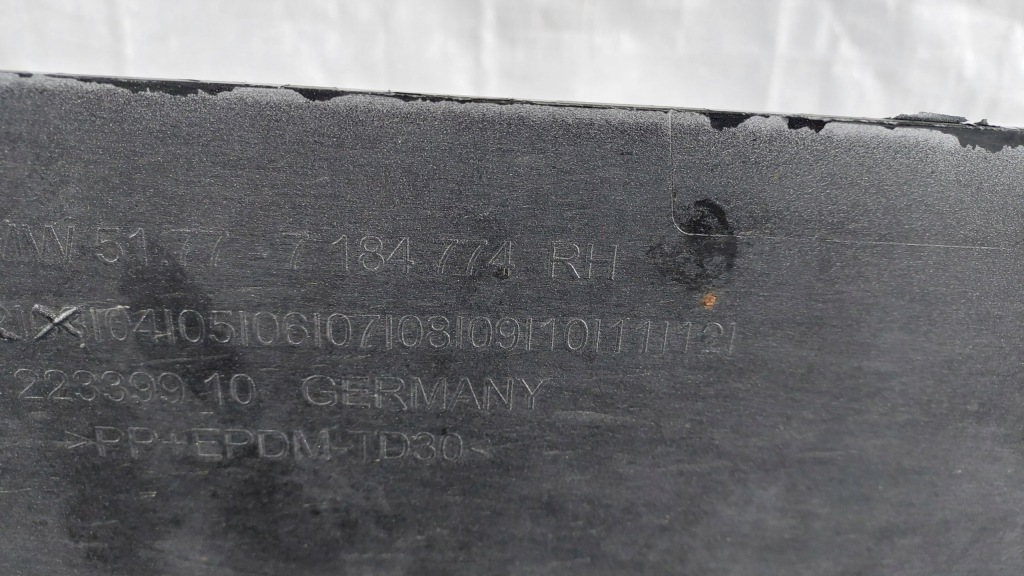 51.77 7 184 774 RH
|04|05|06|07|08|09|10|11|12|
223399 10 GERMANY
>PP+EPDM-TD30<